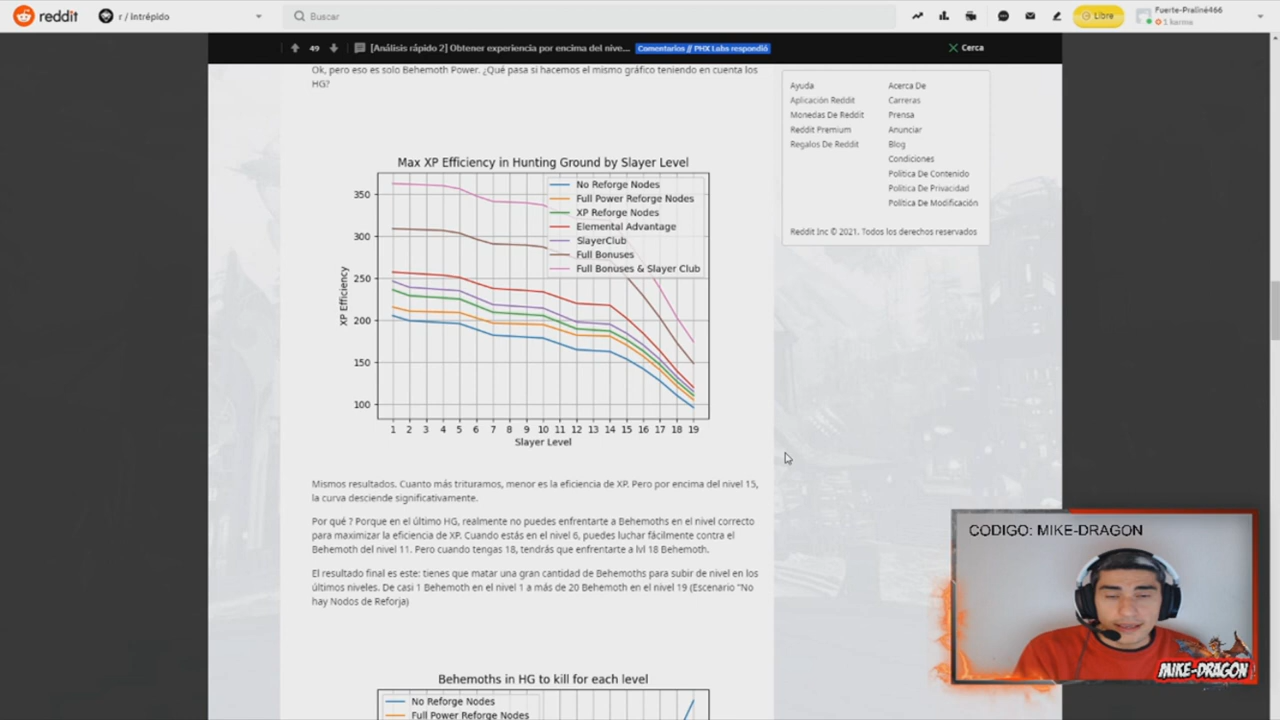 reddit
r / Intrépido
Buscar
Libre
Fuerte-Praliné466
1 karma
49
[Análisis rápido 2] Obtener experiencia por encima del nive...
Comentarios // PHX Labs respondió
Cerca
Ok, pero eso es solo Behemoth Power. ¿Qué pasa si hacemos el mismo gráfico teniendo en cuenta los
HG?
Ayuda
Aplicación Reddit
Monedas De Reddit
Reddit Premium
Regalos De Reddit
Acerca De
Carreras
Prensa
Anunciar
Blog
Condiciones
Política De Contenido
Política De Privacidad
Política De Modificación
Reddit Inc © 2021. Todos los derechos reservados
Max XP Efficiency in Hunting Ground by Slayer Level
No Reforge Nodes
Full Power Reforge Nodes
XP Reforge Nodes
Elemental Advantage
SlayerClub
Full Bonuses
Full Bonuses & Slayer Club
XP Efficiency
350
300
250
200
150
100
1 2 3 4 5 6 7 8 9 10 11 12 13 14 15 16 17 18 19
Slayer Level
Mismos resultados. Cuanto más trituramos, menor es la eficiencia de XP. Pero por encima del nivel 15,
la curva desciende significativamente.
Por qué ? Porque en el último HG, realmente no puedes enfrentarte a Behemoths en el nivel correcto
para maximizar la eficiencia de XP. Cuando estás en el nivel 6, puedes luchar fácilmente contra el
Behemoth del nivel 11. Pero cuando tengas 18, tendrás que enfrentarte a lvl 18 Behemoth.
El resultado final es este: tienes que matar una gran cantidad de Behemoths para subir de nivel en los
últimos niveles. De casi 1 Behemoth en el nivel 1 a más de 20 Behemoth en el nivel 19 (Escenario "No
hay Nodos de Reforja)
Behemoths in HG to kill for each level
No Reforge Nodes
Full Power Reforge Nodes
CODIGO: MIKE-DRAGON
MIKE-DRAGON